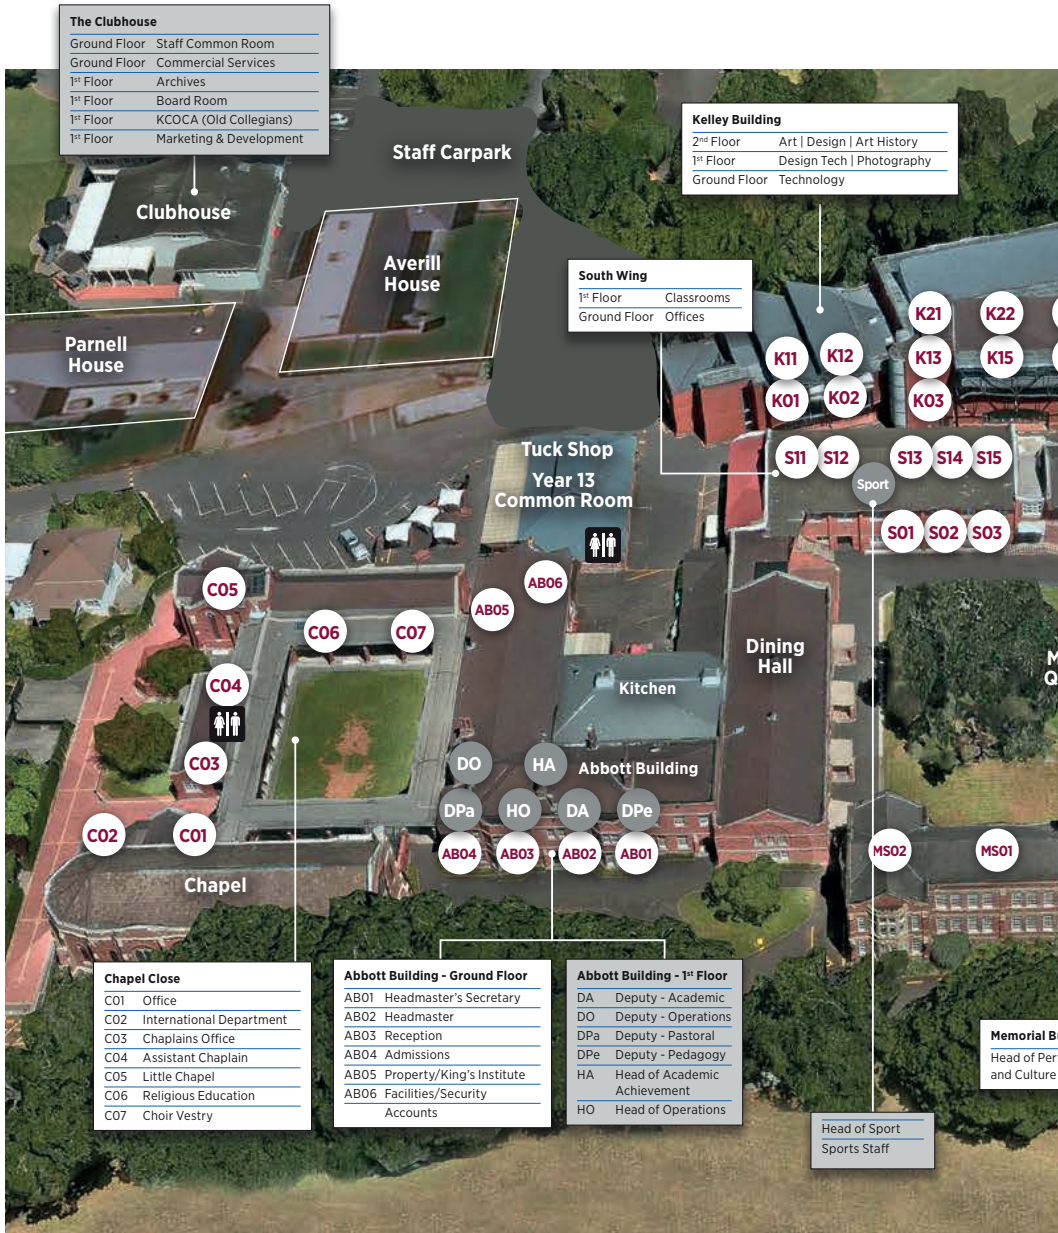 The Clubhouse
Ground Floor Staff Common Room
Ground Floor Commercial Services
1st Floor Archives
1st Floor Board Room
1st Floor KCOCA (Old Collegians)
1st Floor Marketing & Development
Staff Carpark
Kelley Building
2nd Floor Art | Design | Art History
1st Floor Design Tech | Photography
Ground Floor Technology
Clubhouse
Averill
House
South Wing
1st Floor Classrooms
Ground Floor Offices
Parnell
House
K21 K22
K11 K12 K13 K15
K01 K02 K03
Tuck Shop
Year 13
Common Room
S11 S12 S13 S14 S15
Sport
S01 S02 S03
C05
AB06
AB05
C06 C07
Dining
Hall
M
Q
C04
Kitchen
C03
DO HA
Abbott Building
DPa HO DA DPe
C02 C01
AB04 AB03 AB02 AB01
MS02 MS01
Chapel
Chapel Close
C01 Office
C02 International Department
C03 Chaplains Office
C04 Assistant Chaplain
C05 Little Chapel
C06 Religious Education
C07 Choir Vestry
Abbott Building - Ground Floor
AB01 Headmaster's Secretary
AB02 Headmaster
AB03 Reception
AB04 Admissions
AB05 Property/King's Institute
AB06 Facilities/Security
Accounts
Abbott Building - 1st Floor
DA Deputy - Academic
DO Deputy - Operations
DPa Deputy - Pastoral
DPe Deputy - Pedagogy
HA Head of Academic
Achievement
HO Head of Operations
Memorial B
Head of Per
and Culture
Head of Sport
Sports Staff